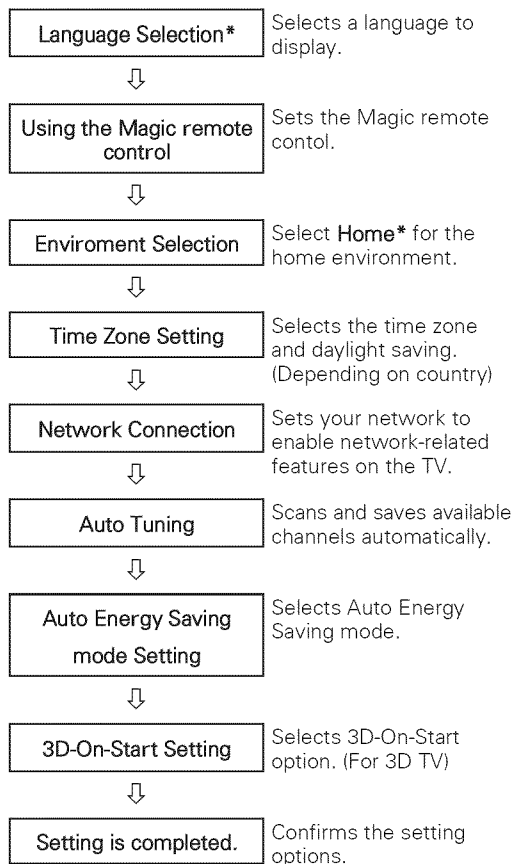 Language Selection*
Selects a language to
display.
Using the Magic remote
control
Sets the Magic remote
contol.
Enviroment Selection
Select Home* for the
home environment.
Time Zone Setting
Selects the time zone
and daylight saving.
(Depending on country)
Network Connection
Sets your network to
enable network-related
features on the TV.
Auto Tuning
Scans and saves available
channels automatically.
Auto Energy Saving
mode Setting
Selects Auto Energy
Saving mode.
3D-On-Start Setting
Selects 3D-On-Start
option. (For 3D TV)
Setting is completed.
Confirms the setting
options.